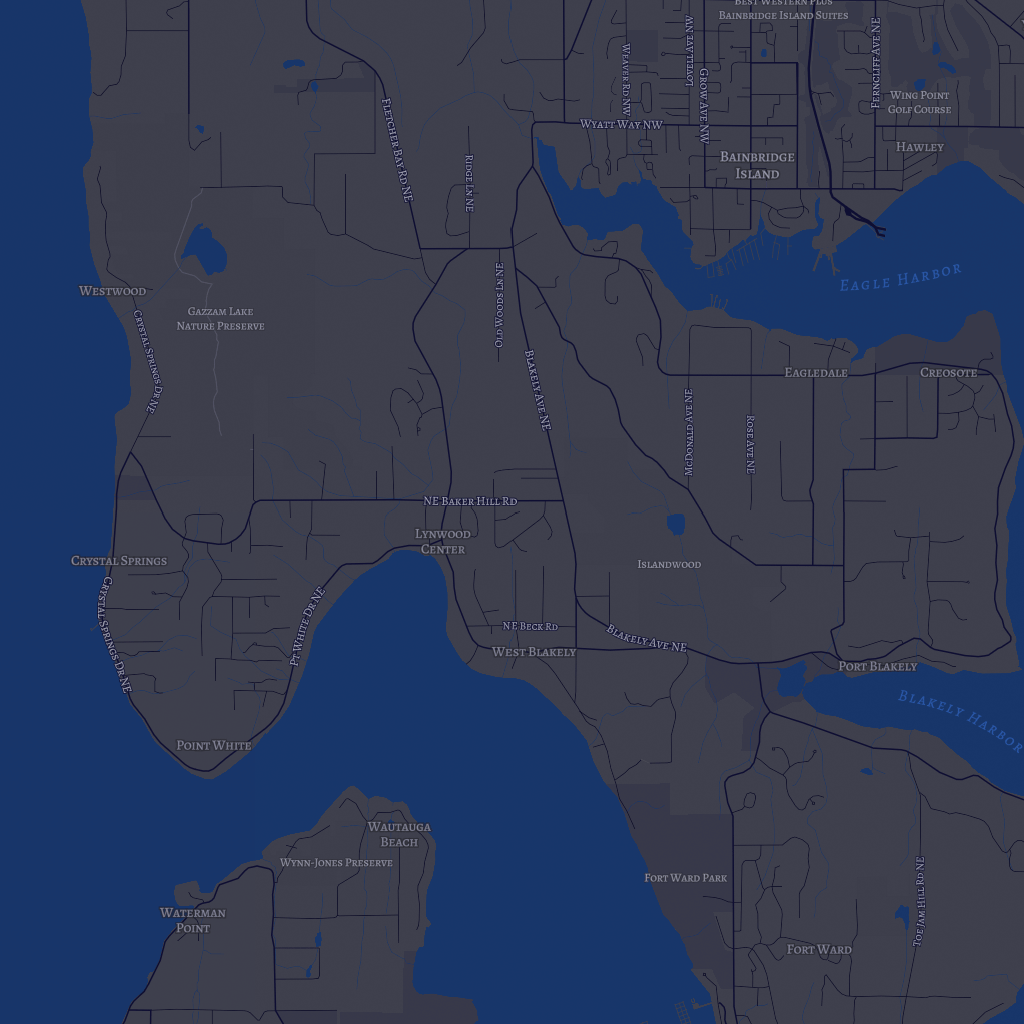 Best Western Plus
Bainbridge Island Suites
Weaver Rd NW
Lovell Ave NW
Grow Ave NW
Ferncliff Ave NE
Wing Point
Golf Course
Fletcher Bay Rd NE
Wyatt Way NW
Hawley
Ridge Ln NE
Bainbridge
Island
Eagle Harbor
Westwood
Gazzam Lake
Nature Preserve
Old Woods Ln NE
Crystal Springs Dr NE
Blakely Ave NE
Eagledale
Creosote
McDonald Ave NE
Rose Ave NE
NE Baker Hill Rd
Lynwood
Center
Crystal Springs
Islandwood
Crystal Springs Dr NE
Pt White Dr NE
NE Beck Rd
Blakely Ave NE
West Blakely
Port Blakely
Blakely Harbor
Point White
Wautauga
Beach
Wynn-Jones Preserve
Fort Ward Park
Toe Jam Hill Rd NE
Waterman
Point
Fort Ward